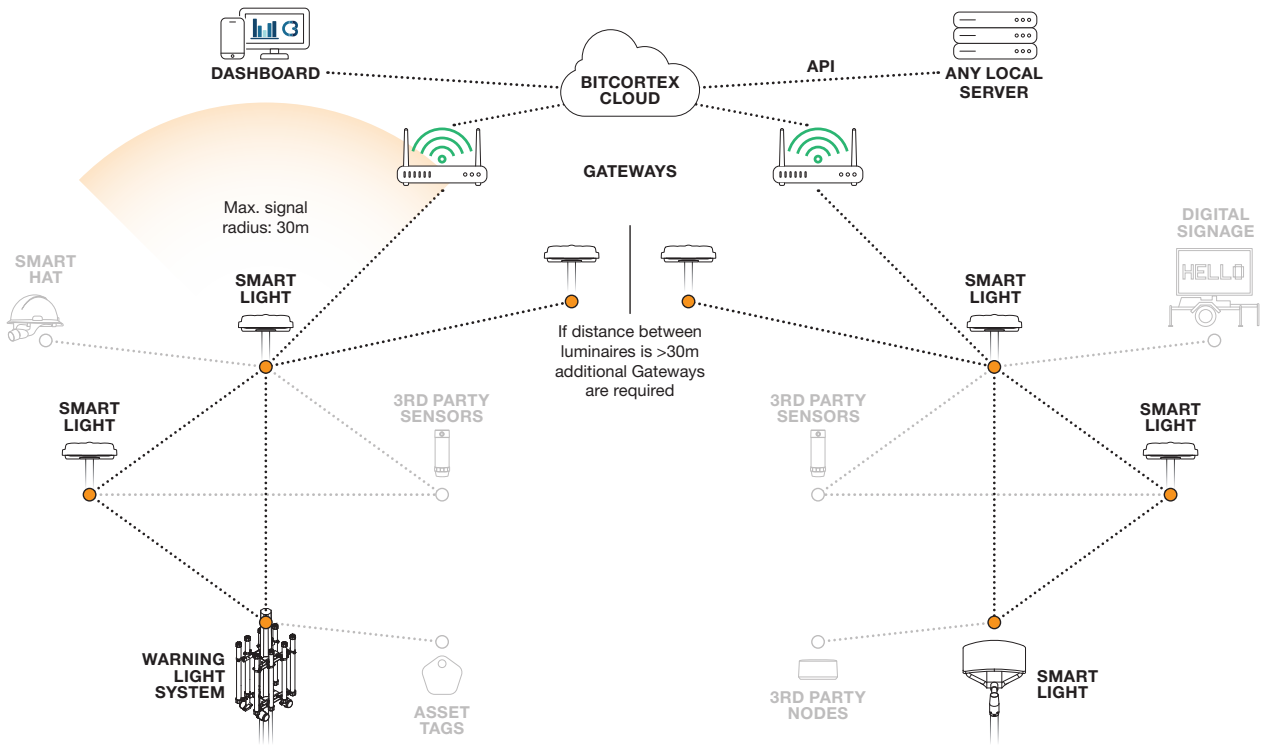 DASHBOARD
BITCORTEX
CLOUD
API
ANY LOCAL
SERVER
GATEWAYS
Max. signal
radius: 30m
DIGITAL
SIGNAGE
HELLO
SMART
HAT
SMART
LIGHT
SMART
LIGHT
If distance between
luminaires is >30m
additional Gateways
are required
SMART
LIGHT
3RD PARTY
SENSORS
3RD PARTY
SENSORS
SMART
LIGHT
WARNING
LIGHT
SYSTEM
ASSET
TAGS
3RD PARTY
NODES
SMART
LIGHT